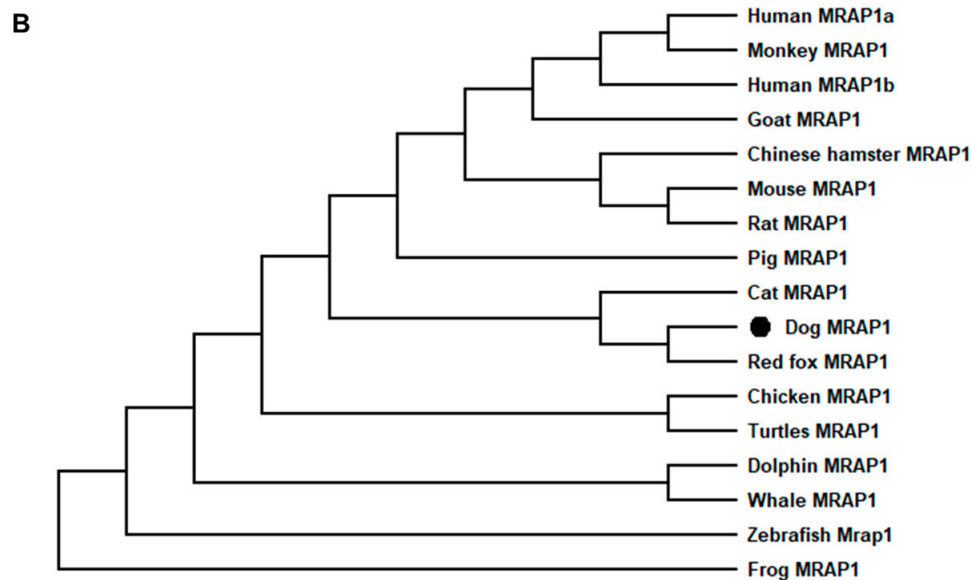 B
Human MRAP1a
Monkey MRAP1
Human MRAP1b
Goat MRAP1
Chinese hamster MRAP1
Mouse MRAP1
Rat MRAP1
Pig MRAP1
Cat MRAP1
Dog MRAP1
Red fox MRAP1
Chicken MRAP1
Turtles MRAP1
Dolphin MRAP1
Whale MRAP1
Zebrafish Mrap1
Frog MRAP1